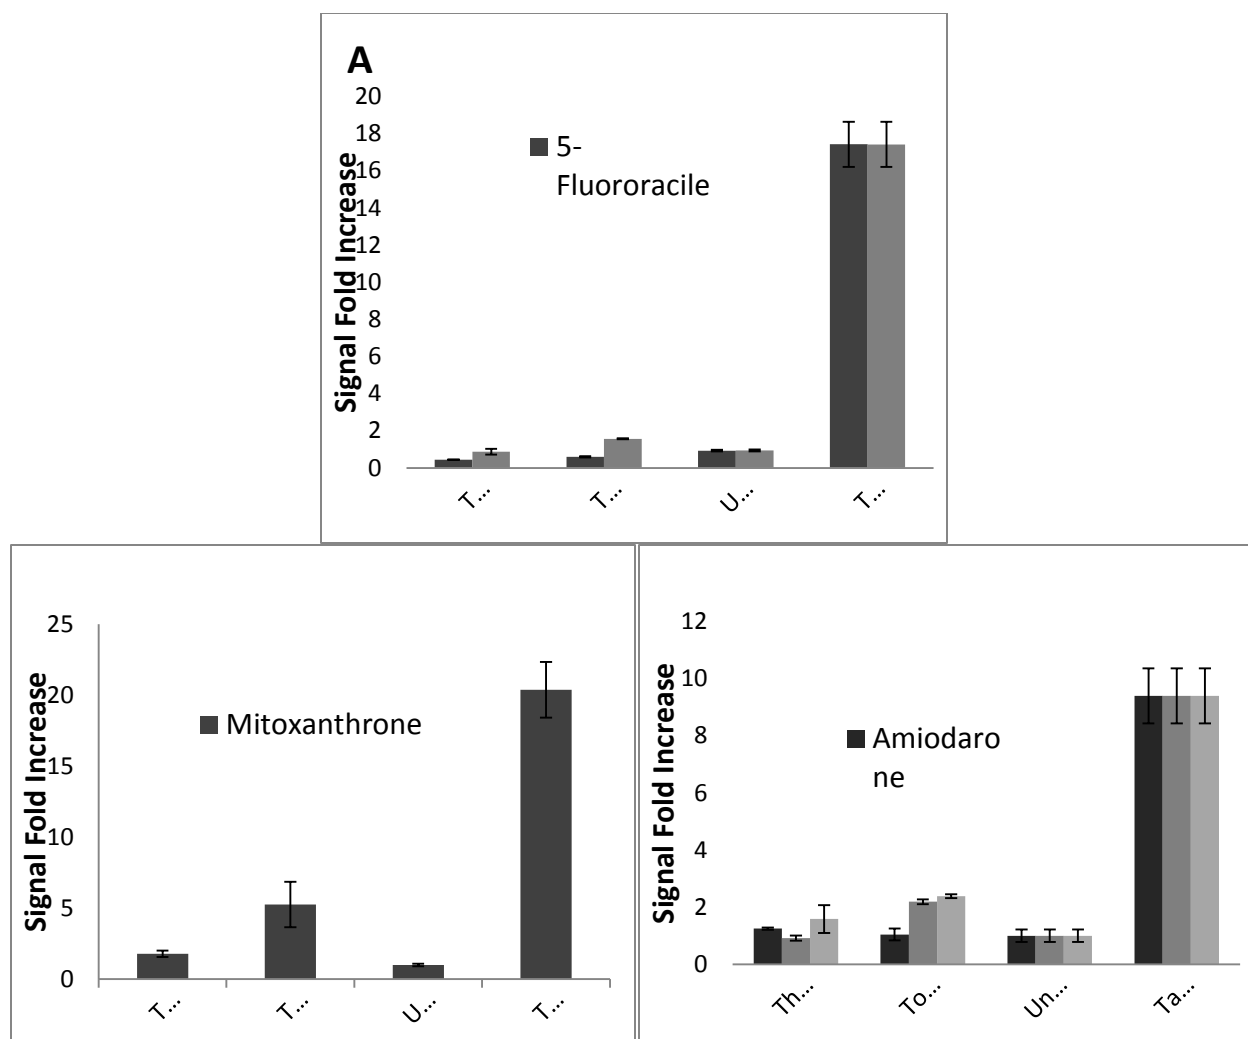 A
Signal Fold Increase
20
18
16
14
12
10
8
6
4
2
0
5-
Fluororacile
T...
T...
U...
T...
Signal Fold Increase
25
20
15
10
5
0
Mitoxanthrone
T...
T...
U...
T...
Signal Fold Increase
12
10
8
6
4
2
0
Amiodaro
ne
Th...
To...
Un...
Ta...